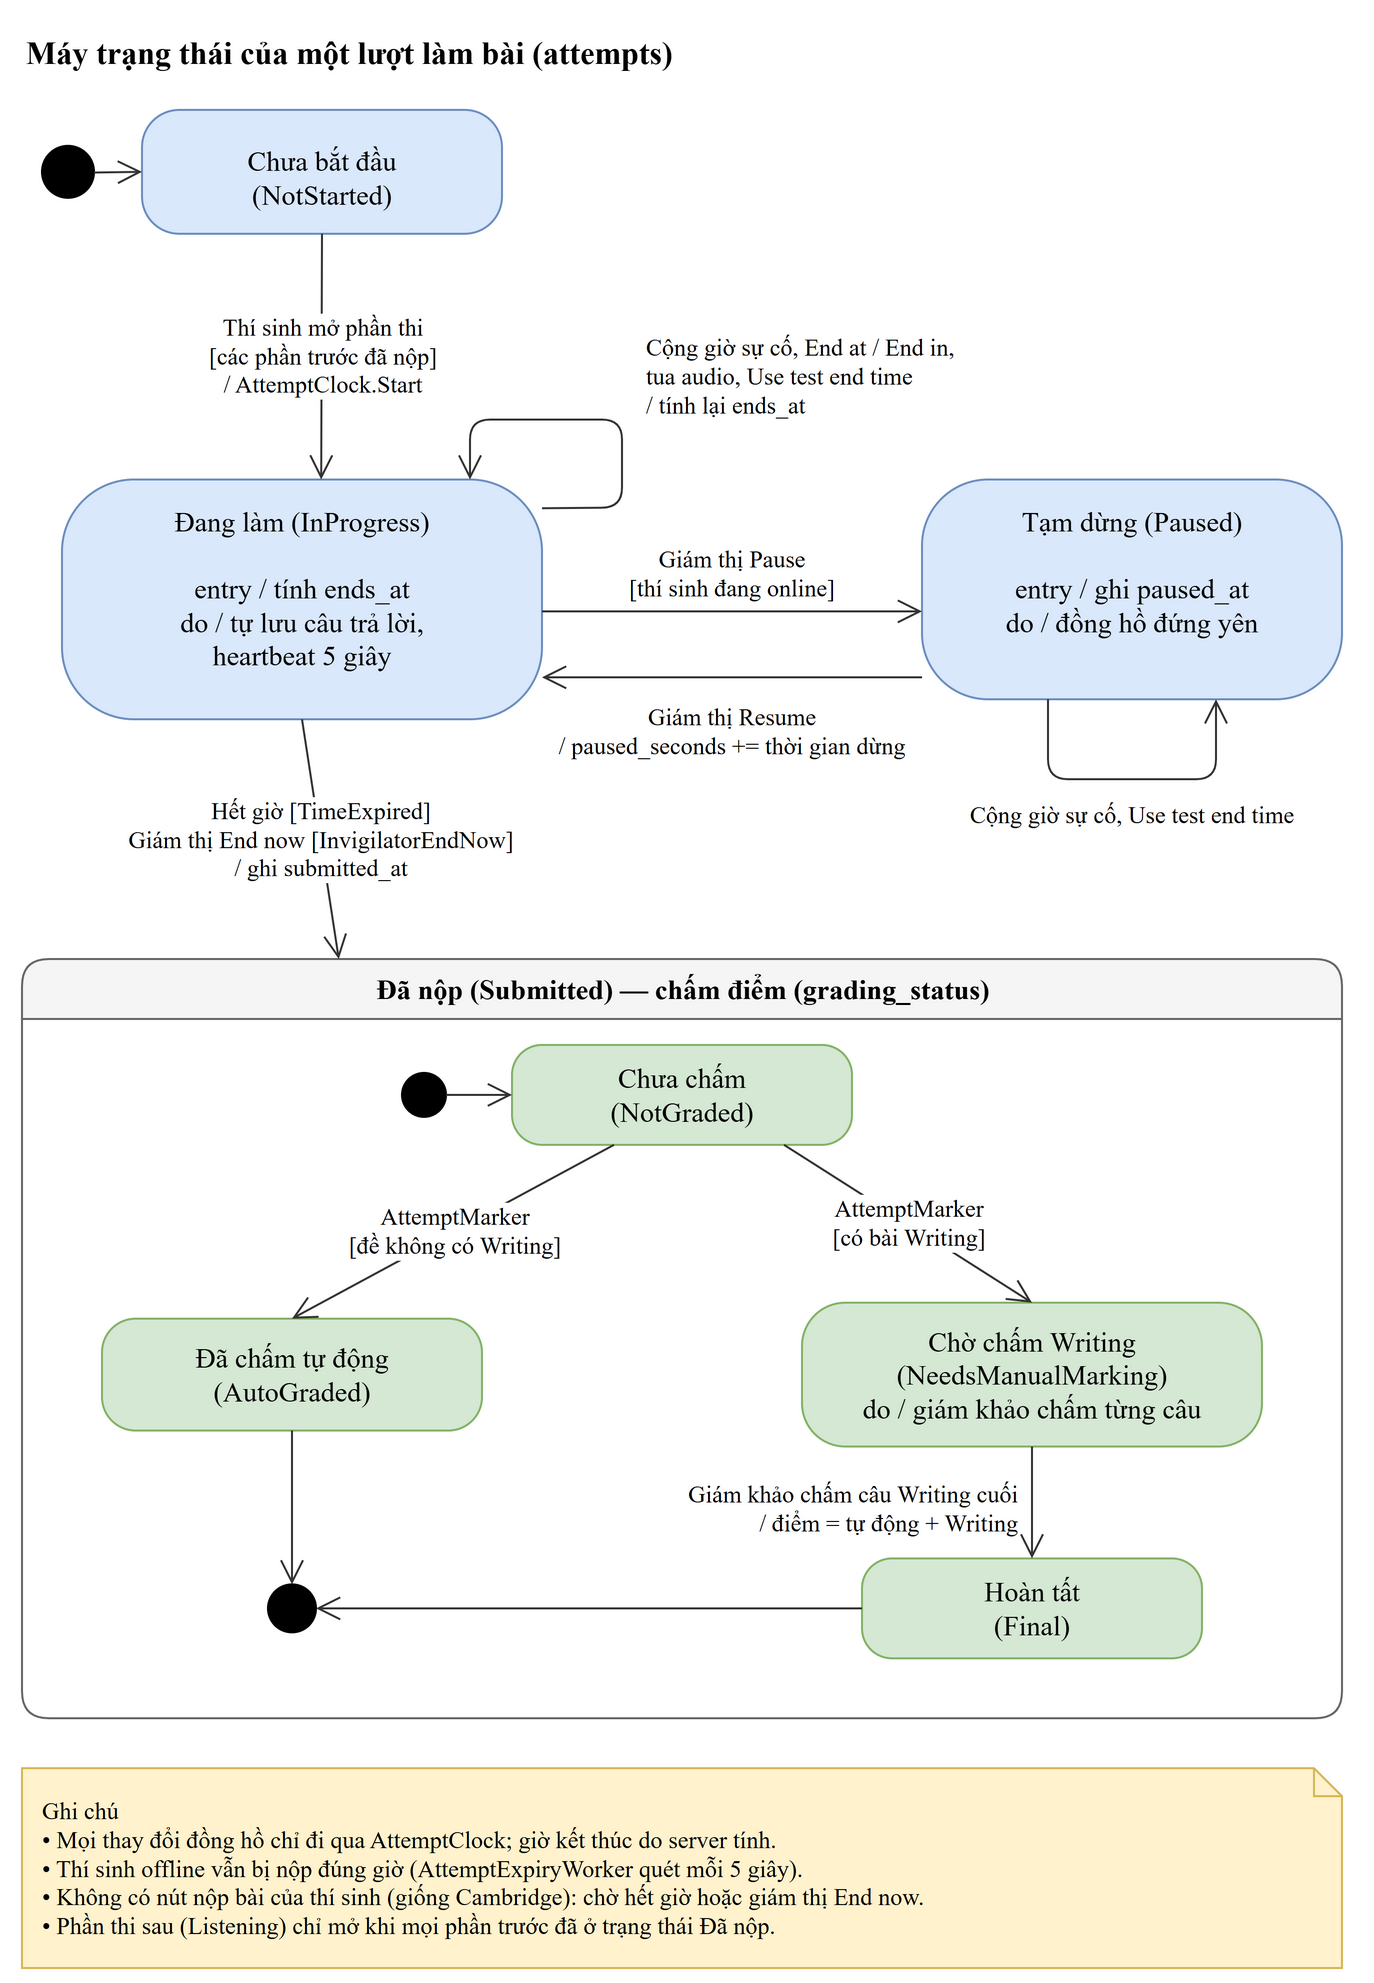 Máy trạng thái của một lượt làm bài (attempts)
Chưa bắt đầu
(NotStarted)
Thí sinh mở phần thi
[các phần trước đã nộp]
/ AttemptClock.Start
Cộng giờ sự cố, End at / End in,
tua audio, Use test end time
/ tính lại ends_at
Đang làm (InProgress)
entry / tính ends_at
do / tự lưu câu trả lời,
heartbeat 5 giây
Giám thị Pause
[thí sinh đang online]
Tạm dừng (Paused)
entry / ghi paused_at
do / đồng hồ đứng yên
Giám thị Resume
/ paused_seconds += thời gian dừng
Cộng giờ sự cố, Use test end time
Hết giờ [TimeExpired]
Giám thị End now [InvigilatorEndNow]
/ ghi submitted_at
Đã nộp (Submitted) — chấm điểm (grading_status)
Chưa chấm
(NotGraded)
AttemptMarker
[đề không có Writing]
AttemptMarker
[có bài Writing]
Đã chấm tự động
(AutoGraded)
Chờ chấm Writing
(NeedsManualMarking)
do / giám khảo chấm từng câu
Giám khảo chấm câu Writing cuối
/ điểm = tự động + Writing
Hoàn tất
(Final)
Ghi chú
• Mọi thay đổi đồng hồ chỉ đi qua AttemptClock; giờ kết thúc do server tính.
• Thí sinh offline vẫn bị nộp đúng giờ (AttemptExpiryWorker quét mỗi 5 giây).
• Không có nút nộp bài của thí sinh (giống Cambridge): chờ hết giờ hoặc giám thị End now.
• Phần thi sau (Listening) chỉ mở khi mọi phần trước đã ở trạng thái Đã nộp.